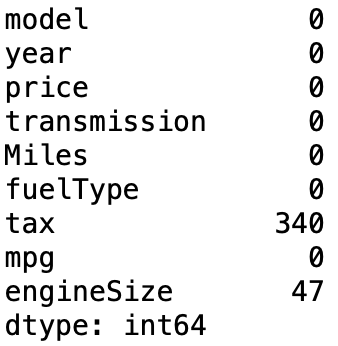 model 0
year 0
price 0
transmission 0
Miles 0
fuelType 0
tax 340
mpg 0
engineSize 47
dtype: int64